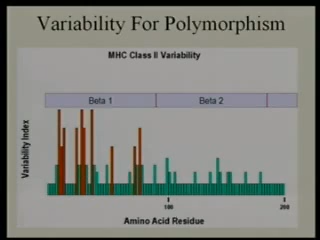 Variability For Polymorphism
MHC Class II Variability
Beta 1
Beta 2
Variability Index
100
200
Amino Acid Residue